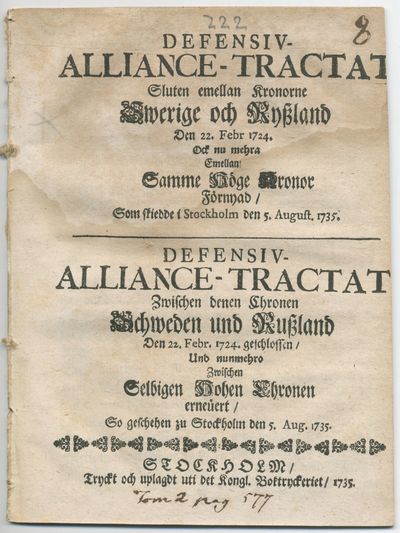 222
8
DEFENSIV-
ALLIANCE-TRACTAT
Sluten emellan Kronorne
Swerige och Ryßland
Den 22. Febr 1724.
Ock nu mehra
Emellan
Samme Höge Kronor
Förnyad /
Som skiedde i Stockholm den 5. August. 1735.
DEFENSIV-
ALLIANCE-TRACTAT
Zwischen denen Chronen
Schweden und Rußland
Den 22. Febr. 1724. geschlossen /
Und nunmehro
Zwischen
Selbigen Hohen Chronen
erneüert /
So geschehen zu Stockholm den 5. Aug. 1735.
STOCKHOLM /
Tryckt och uplagdt uti det Kongl. Boktryckeriet / 1735.
Tom 2 pag 577